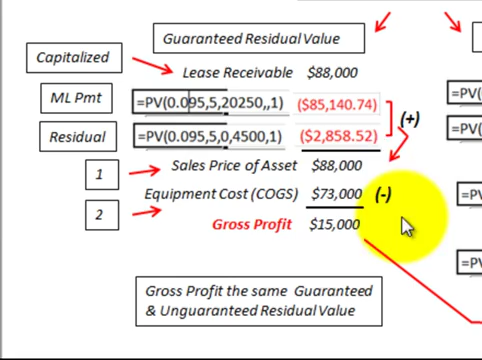 Guaranteed Residual Value
Capitalized
Lease Receivable $88,000
ML Pmt =PV(0.095,5,20250,,1) ($85,140.74) =PV(
(+)
Residual =PV(0.095,5,0,4500,1) ($2,858.52) =PV(
1 Sales Price of Asset $88,000
Equipment Cost (COGS) $73,000 (-) =PV
2
Gross Profit $15,000
=PV
Gross Profit the same Guaranteed
& Unguaranteed Residual Value